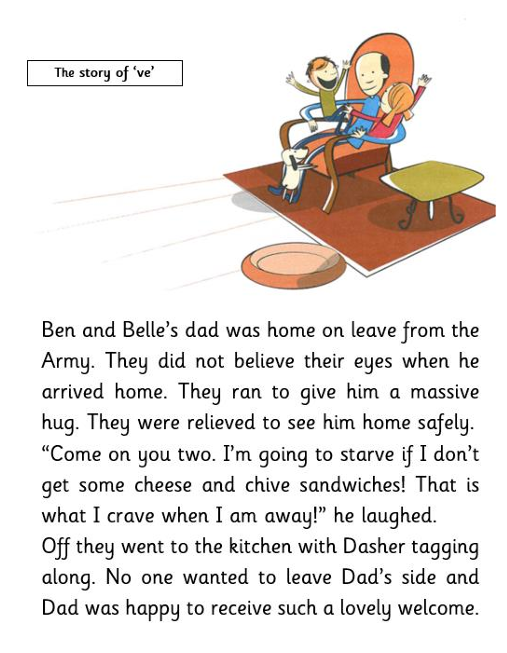 The story of ‘ve’
Ben and Belle’s dad was home on leave from the
Army. They did not believe their eyes when he
arrived home. They ran to give him a massive
hug. They were relieved to see him home safely.
“Come on you two. I’m going to starve if I don’t
get some cheese and chive sandwiches! That is
what I crave when I am away!” he laughed.
Off they went to the kitchen with Dasher tagging
along. No one wanted to leave Dad’s side and
Dad was happy to receive such a lovely welcome.